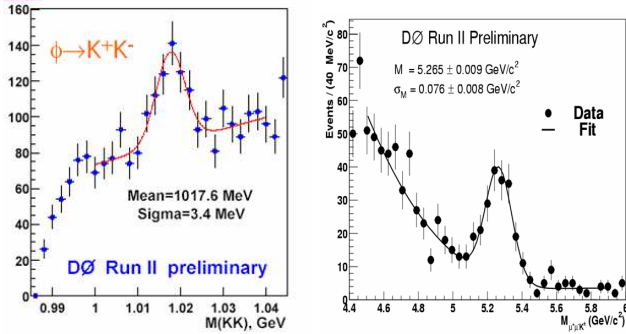 160
140
120
100
80
60
40
20
0
ϕ→K+K-
Mean=1017.6 MeV
Sigma=3.4 MeV
DØ Run II preliminary
0.99 1 1.01 1.02 1.03 1.04
M(KK), GeV
Events / (40 MeV/c²)
80
70
60
50
40
30
20
10
0
DØ Run II Preliminary
M = 5.265 ± 0.009 GeV/c²
σM = 0.076 ± 0.008 GeV/c²
Data
Fit
4.4 4.6 4.8 5 5.2 5.4 5.6 5.8 6
(GeV/c²)